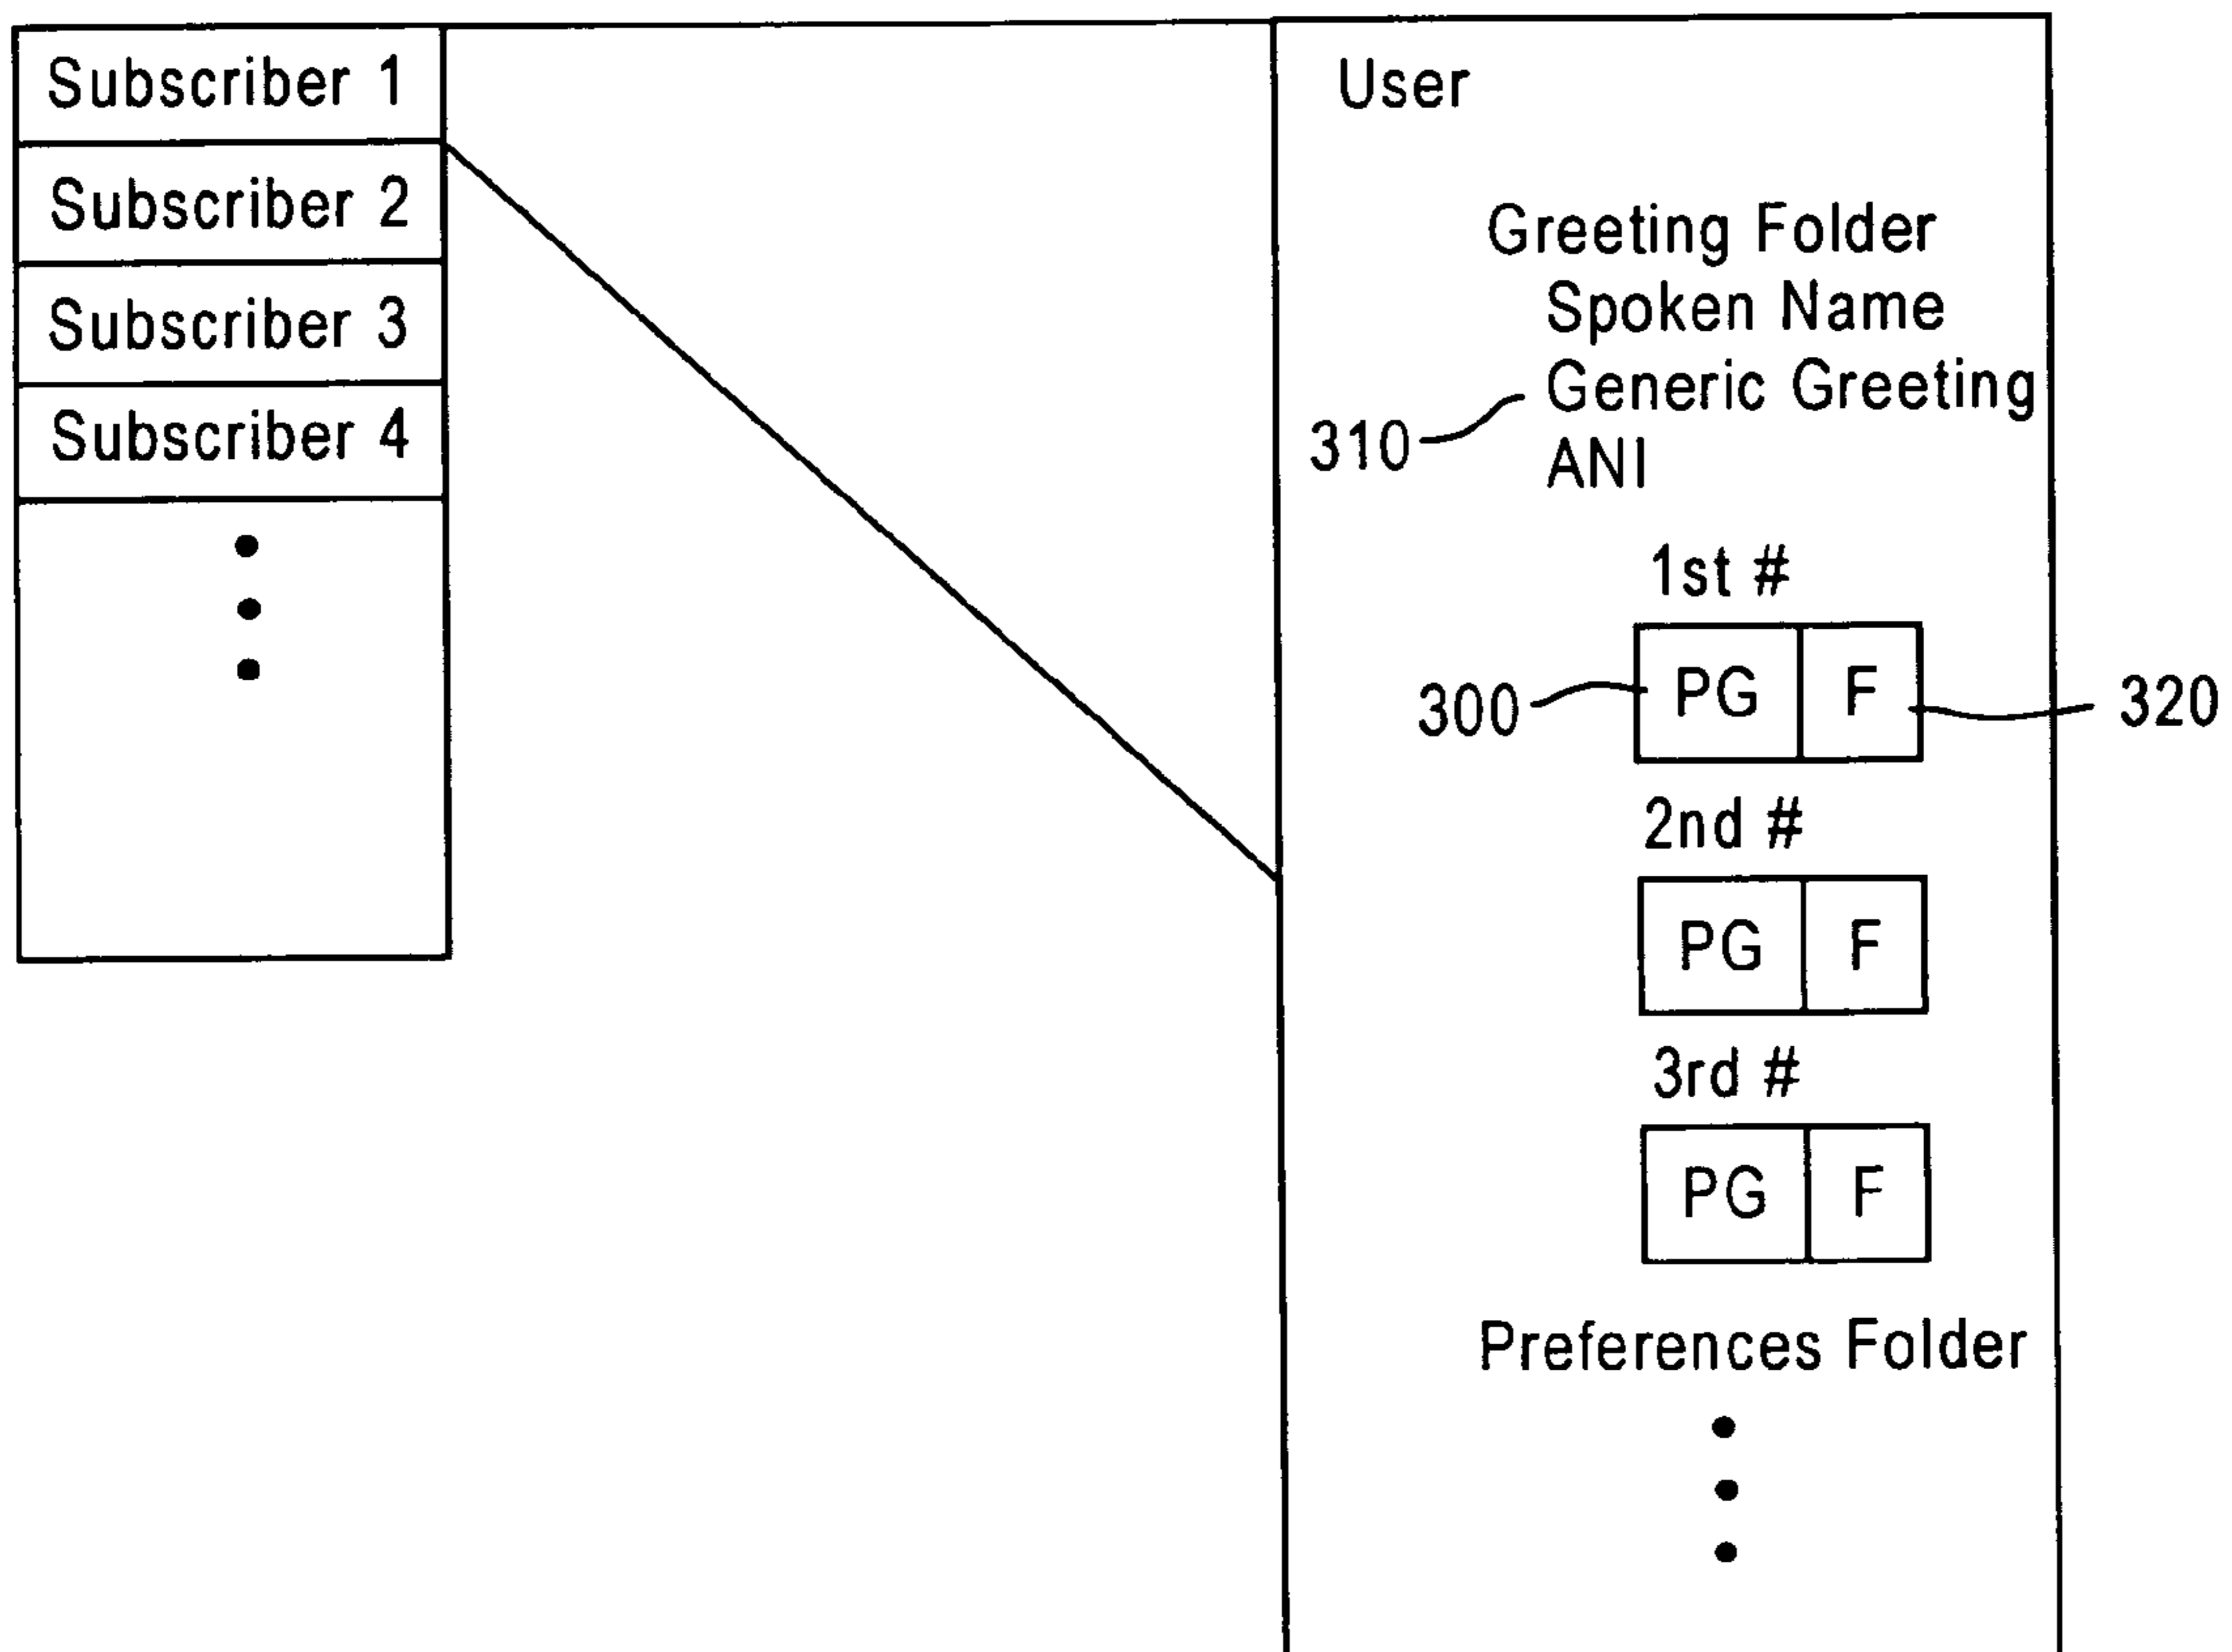 Subscriber 1
Subscriber 2
Subscriber 3
Subscriber 4
User
Greeting Folder
Spoken Name
Generic Greeting
310
ANI
1st #
300
PG F
320
2nd #
PG F
3rd #
PG F
Preferences Folder